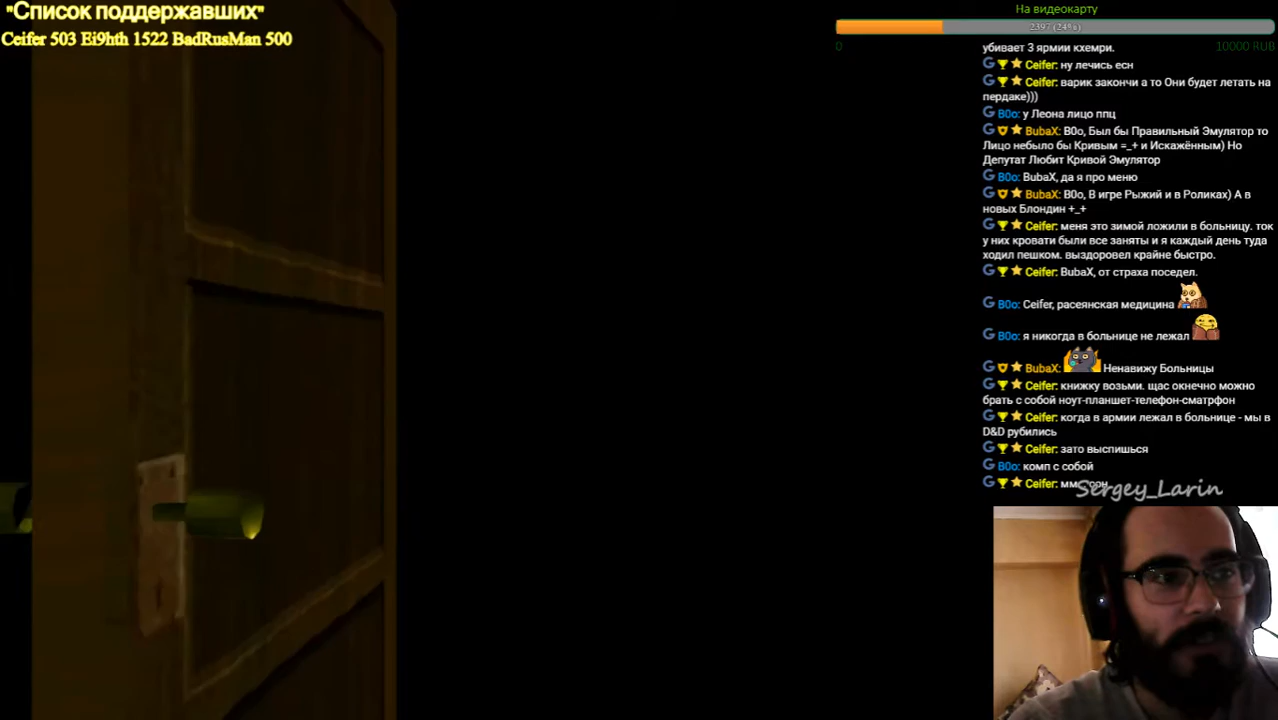 "Список поддержавших"
Ceifer 503 Ei9hth 1522 BadRusMan 500
На видеокарту
2397 (24%)
0
10000 RUB
убивает 3 ярмии кхемри.
Ceifer: ну лечись есн
Ceifer: варик закончи а то Они будет летать на
пердаке)))
B0o: у Леона лицо ппц
BubaX: B0o, Был бы Правильный Эмулятор то
Лицо небыло бы Кривым =_+ и Искажённым) Но
Депутат Любит Кривой Эмулятор
B0o: BubaX, да я про меню
BubaX: B0o, В игре Рыжий и в Роликах) А в
новых Блондин +_+
Ceifer: меня это зимой ложили в больницу. ток
у них кровати были все заняты и я каждый день туда
ходил пешком. выздоровел крайне быстро.
Ceifer: BubaX, от страха поседел.
B0o: Ceifer, расеянская медицина
B0o: я никогда в больнице не лежал
BubaX: Ненавижу Больницы
Ceifer: книжку возьми. щас окнечно можно
брать с собой ноут-планшет-телефон-сматрфон
Ceifer: когда в армии лежал в больнице - мы в
D&D рубились
Ceifer: зато выспишься
B0o: комп с собой
Ceifer:
Sergey_Larin